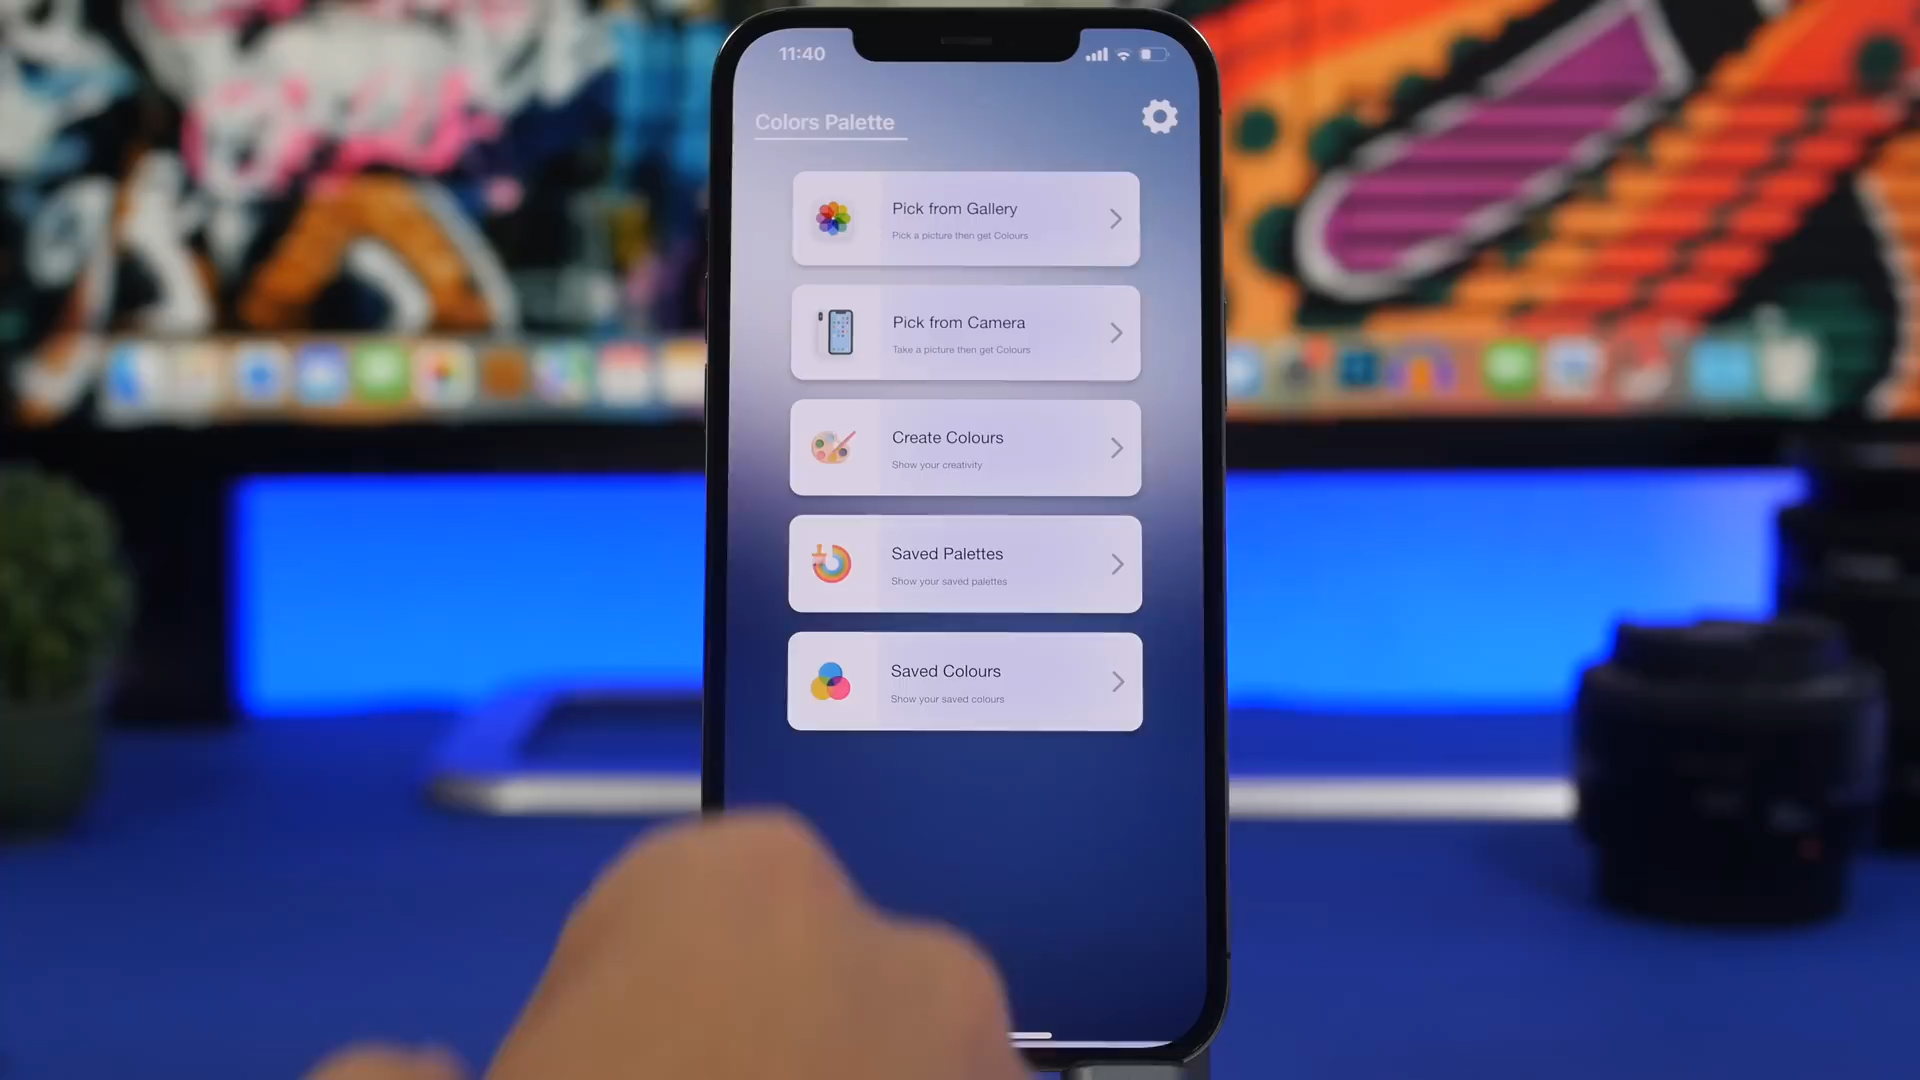 11:40
Colors Palette
Pick from Gallery
Pick a picture then get Colours
Pick from Camera
Take a picture then get Colours
Create Colours
Show your creativity
Saved Palettes
Show your saved palettes
Saved Colours
Show your saved colours